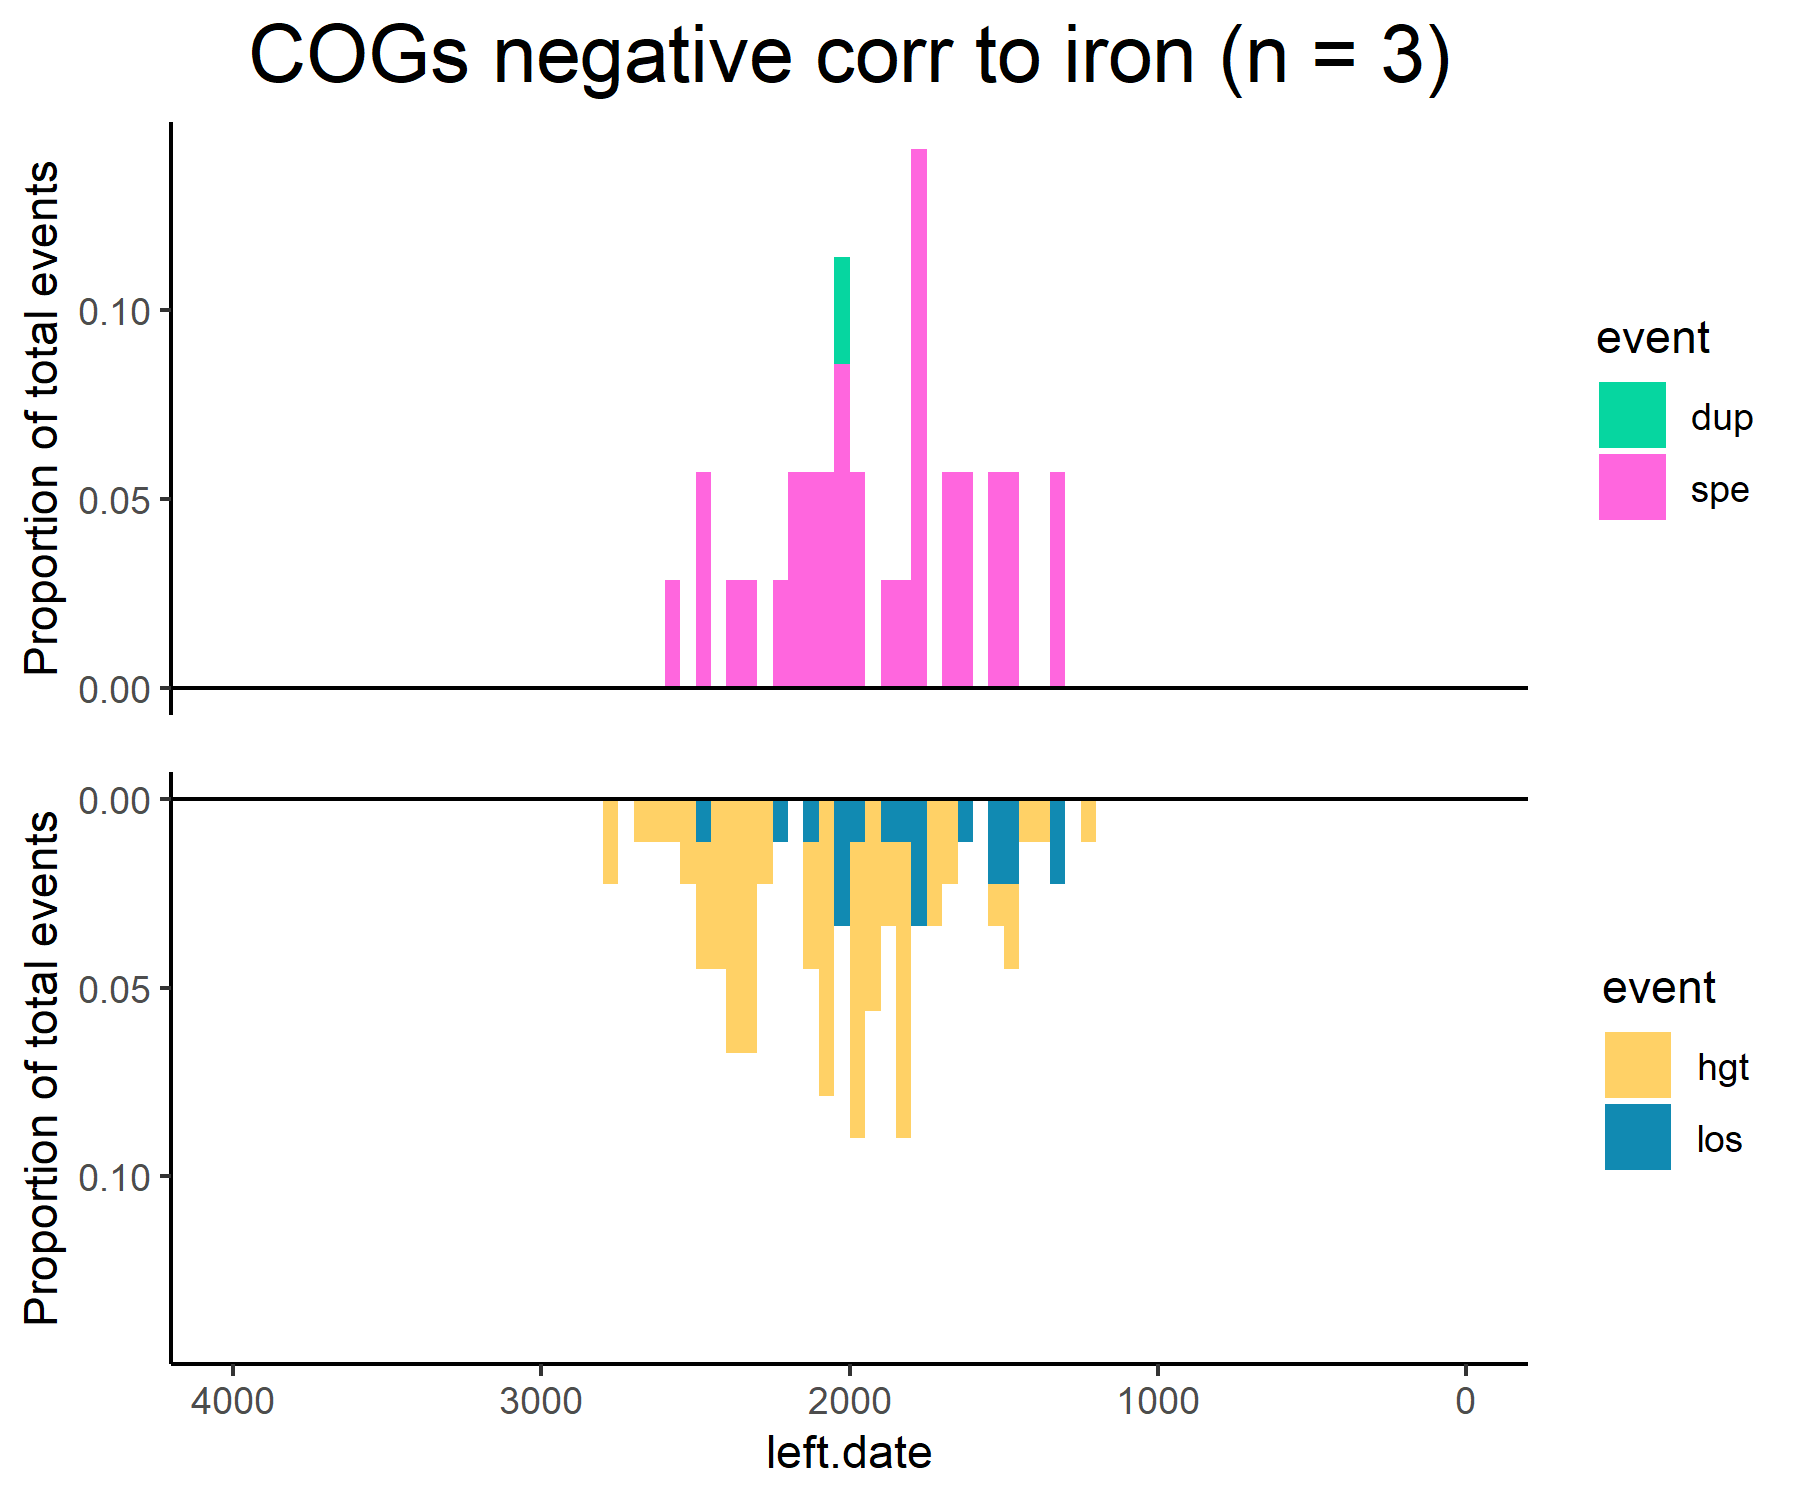 COGs negative corr to iron (n = 3)
Proportion of total events
0.10
0.05
0.00
event
dup
spe
Proportion of total events
0.00
0.05
0.10
event
hgt
los
4000 3000 2000 1000 0
left.date